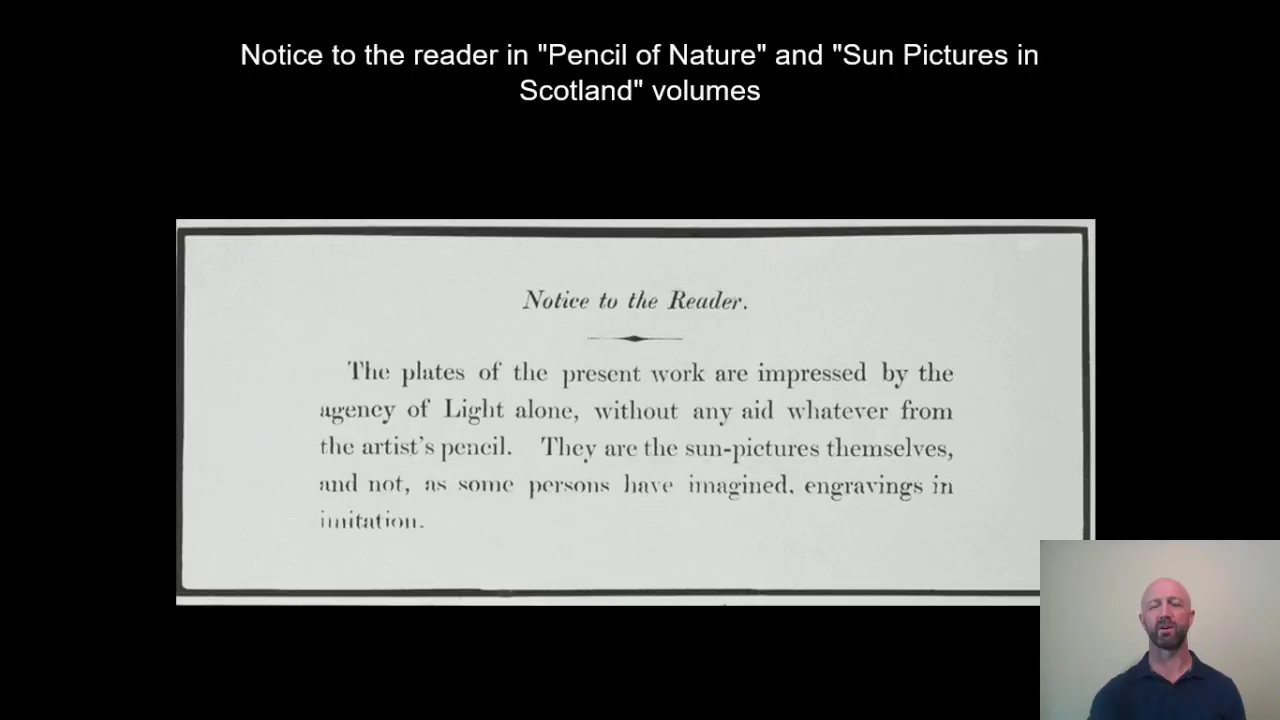 Notice to the reader in "Pencil of Nature" and "Sun Pictures in
Scotland" volumes
Notice to the Reader.
The plates of the present work are impressed by the
agency of Light alone, without any aid whatever from
the artist's pencil. They are the sun-pictures themselves,
and not, as some persons have imagined, engravings in
imitation.